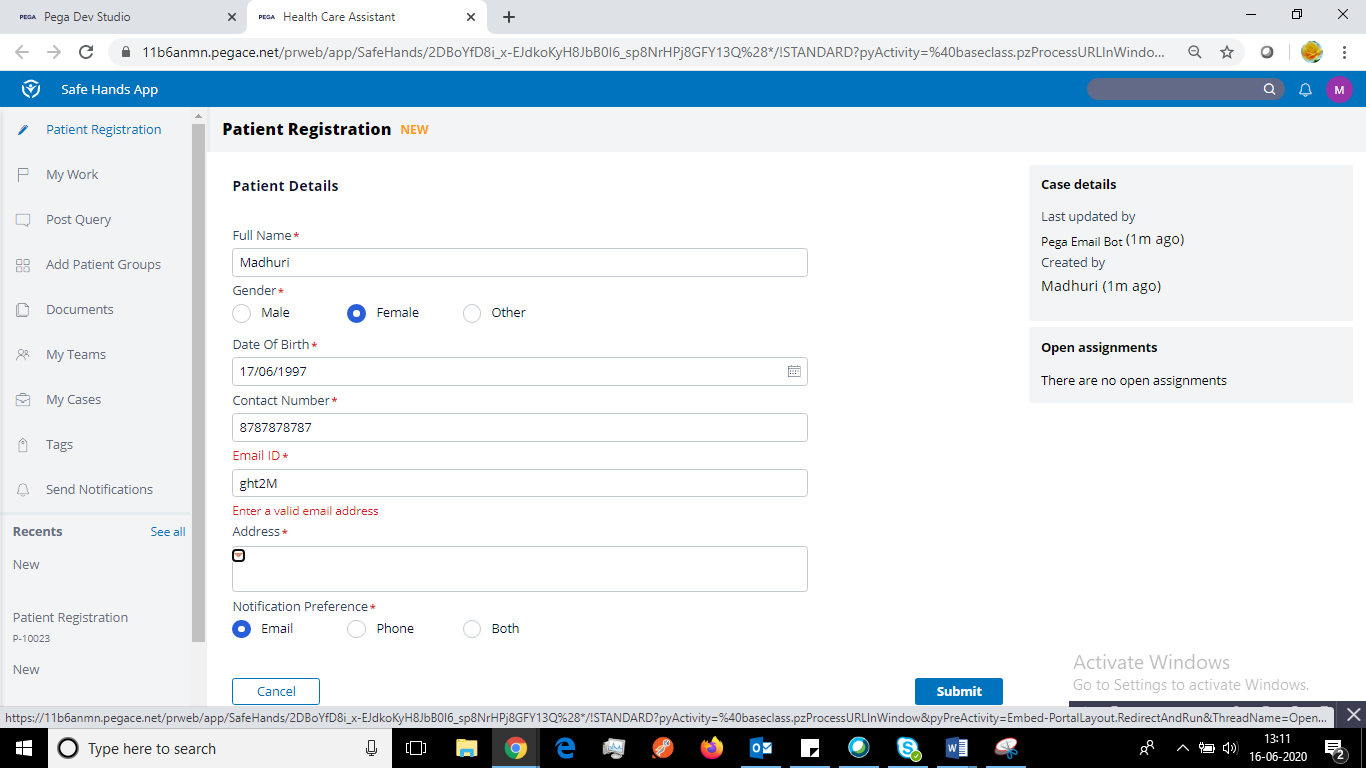 PEGA Pega Dev Studio
PEGA Health Care Assistant
11b6anmn.pegace.net/prweb/app/SafeHands/2DBoYfD8i_x-EJdkoKyH8JbB0I6_sp8NrHPj8GFY13Q%28*/!STANDARD?pyActivity=%40baseclass.pzProcessURLInWindo...
Safe Hands App
M
Patient Registration
My Work
Post Query
Add Patient Groups
Documents
My Teams
My Cases
Tags
Send Notifications
Recents See all
New
Patient Registration
P-10023
New
Patient Registration NEW
Patient Details
Full Name*
Madhuri
Gender*
Male Female Other
Date Of Birth*
17/06/1997
Contact Number*
8787878787
Email ID*
ght2M
Enter a valid email address
Address*
Notification Preference*
Email Phone Both
Cancel Submit
Case details
Last updated by
Pega Email Bot (1m ago)
Created by
Madhuri (1m ago)
Open assignments
There are no open assignments
Activate Windows
Go to Settings to activate Windows.
https://11b6anmn.pegace.net/prweb/app/SafeHands/2DBoYfD8i_x-EJdkoKyH8JbB0I6_sp8NrHPj8GFY13Q%28*/!STANDARD?pyActivity=%40baseclass.pzProcessURLInWindow&pyPreActivity=Embed-PortalLayout.RedirectAndRun&ThreadName=Open...
Type here to search
13:11
16-06-2020
2